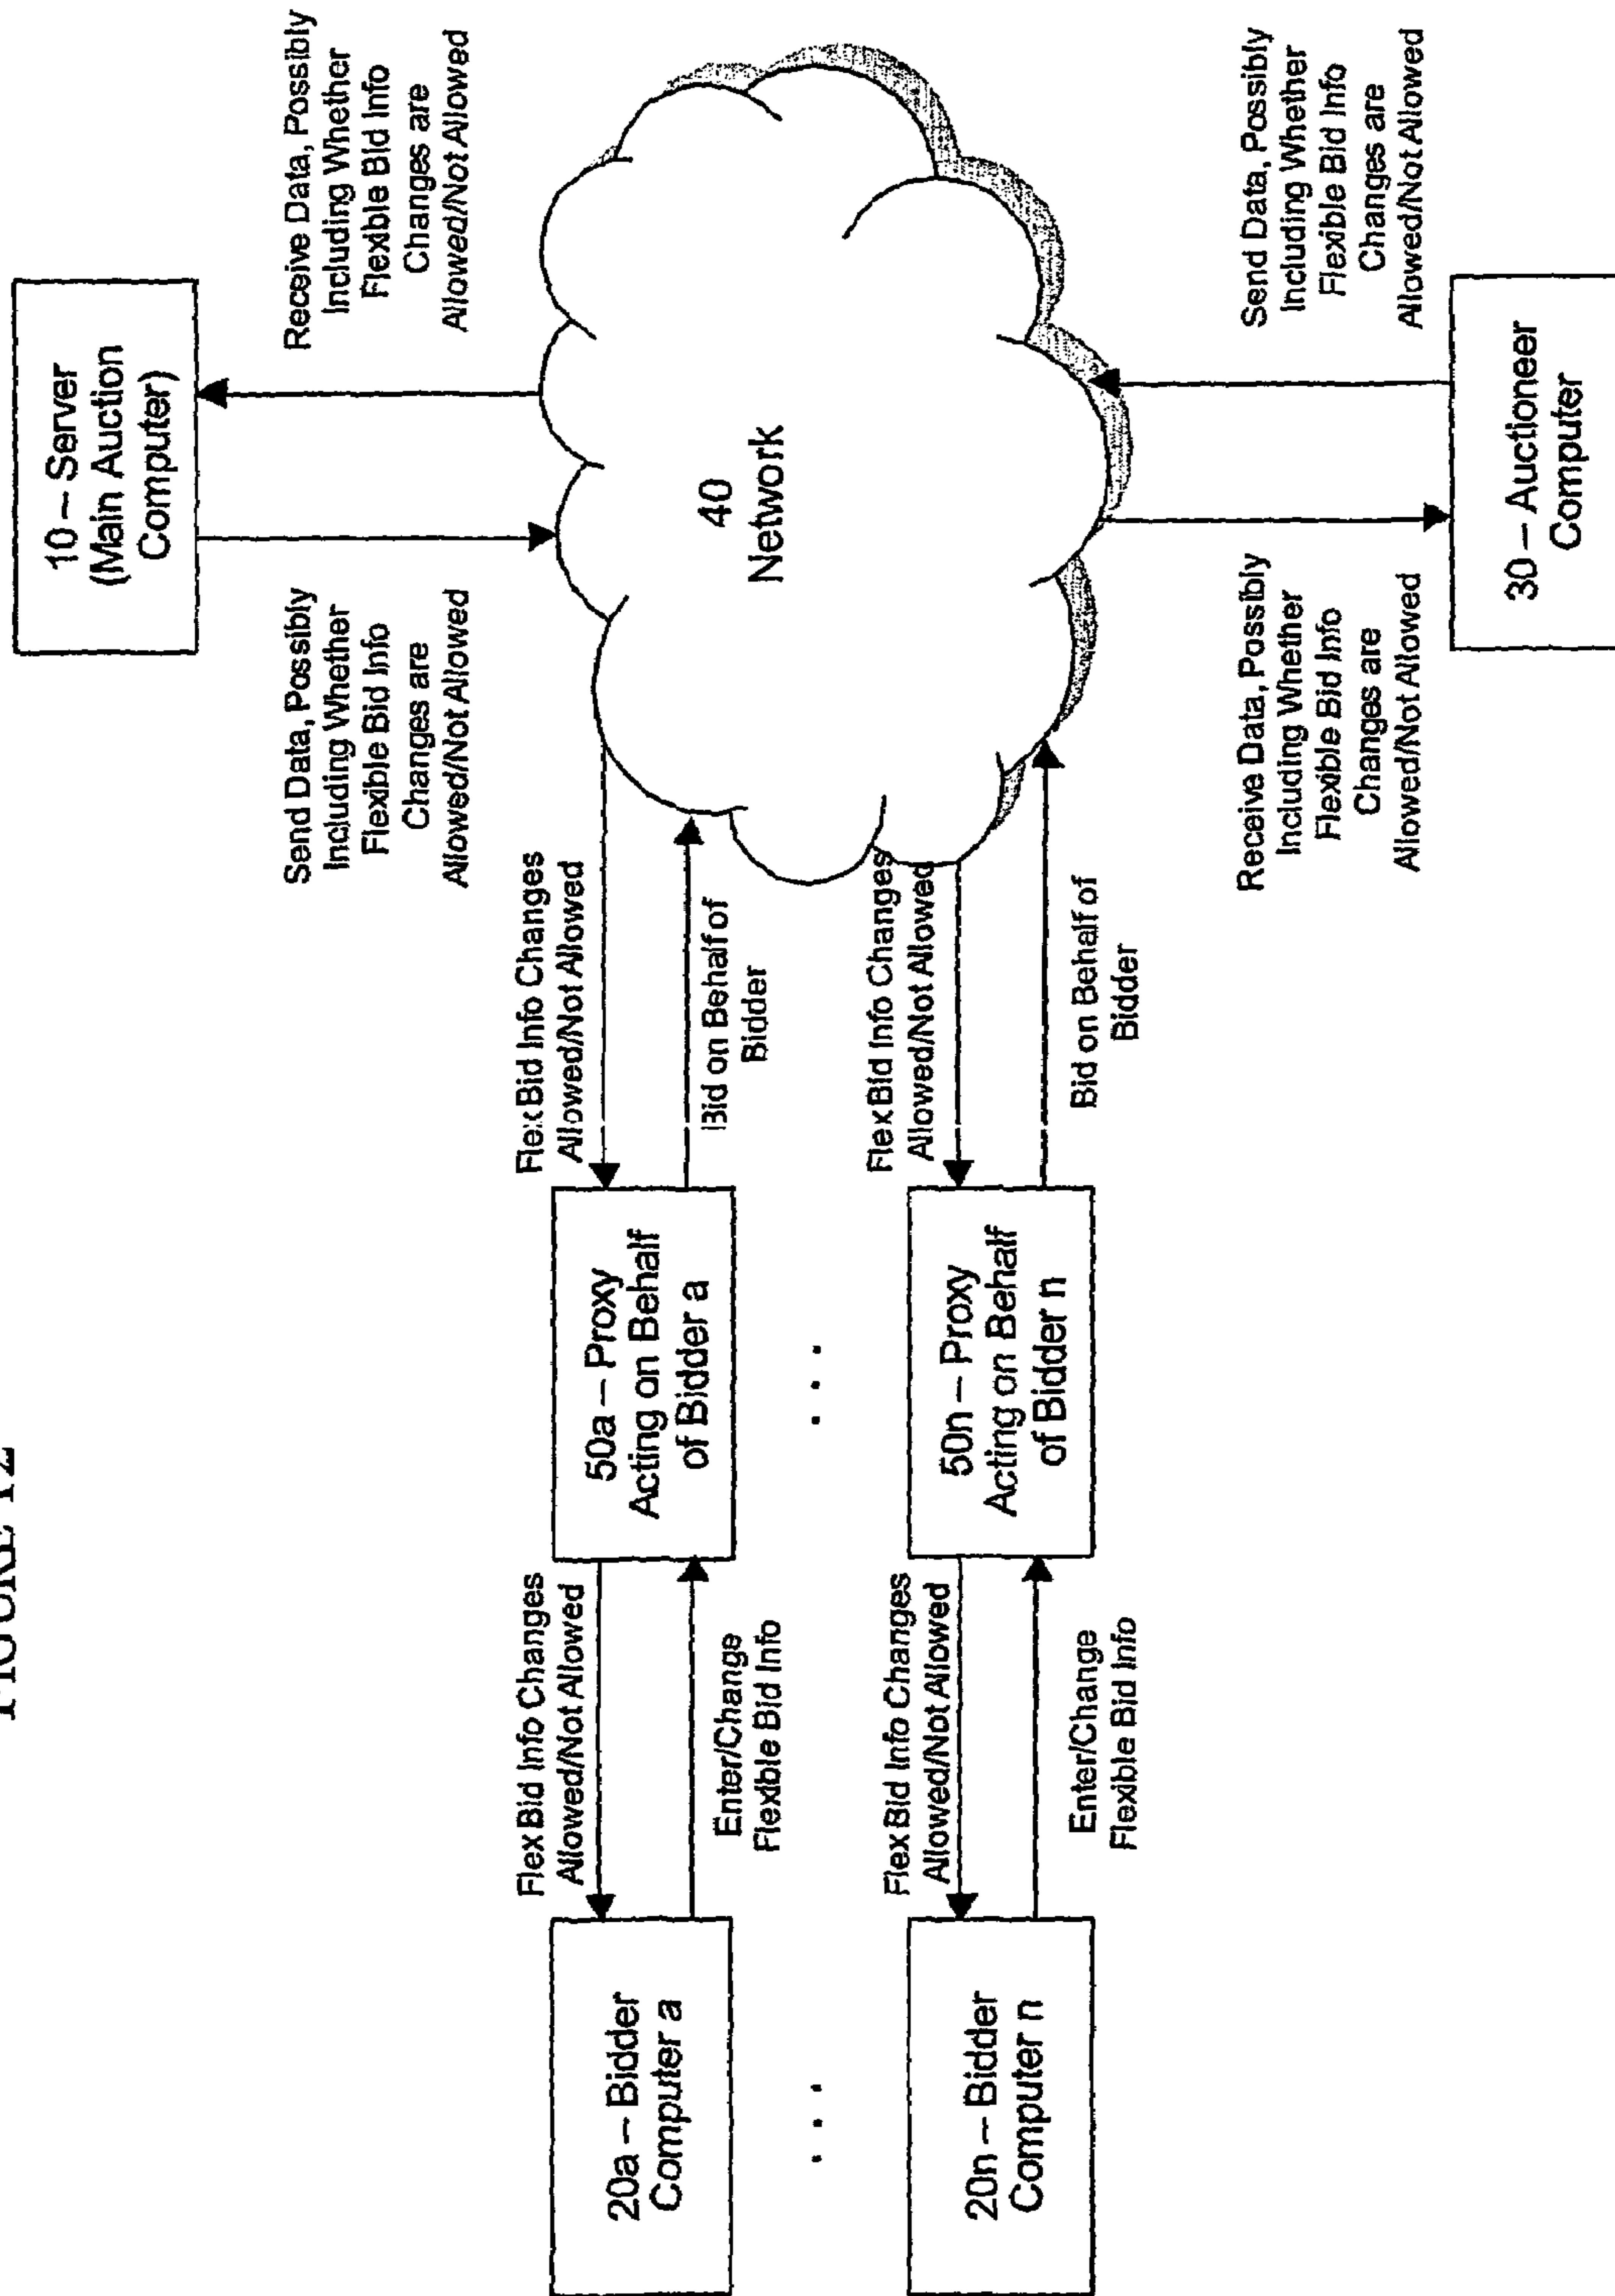 FIGURE 12
10 – Server
(Main Auction
Computer)
Send Data, Possibly
Including Whether
Flexible Bid Info
Changes are
Allowed/Not Allowed
Receive Data, Possibly
Including Whether
Flexible Bid Info
Changes are
Allowed/Not Allowed
20a – Bidder
Computer a
Flex Bid Info Changes
Allowed/Not Allowed
Enter/Change
Flexible Bid Info
50a – Proxy
Acting on Behalf
of Bidder a
Flex Bid Info Changes
Allowed/Not Allowed
Bid on Behalf of
Bidder
40
Network
. . .
. . .
20n – Bidder
Computer n
Flex Bid Info Changes
Allowed/Not Allowed
Enter/Change
Flexible Bid Info
50n – Proxy
Acting on Behalf
of Bidder n
Flex Bid Info Changes
Allowed/Not Allowed
Bid on Behalf of
Bidder
Receive Data, Possibly
Including Whether
Flexible Bid Info
Changes are
Allowed/Not Allowed
Send Data, Possibly
Including Whether
Flexible Bid Info
Changes are
Allowed/Not Allowed
30 – Auctioneer
Computer